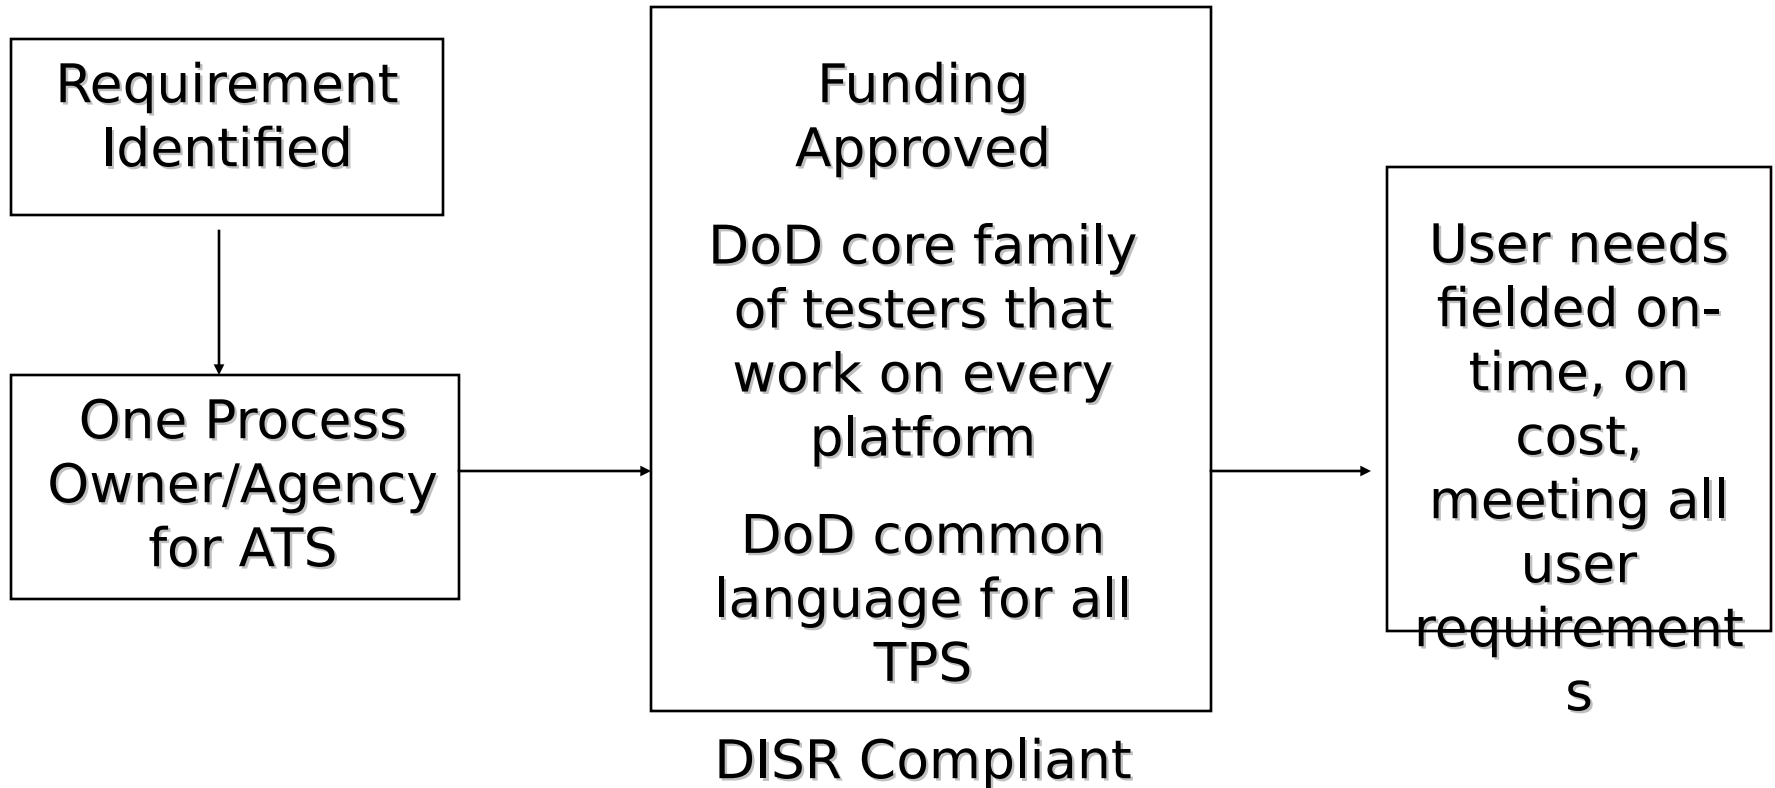 Requirement
Identified
One Process
Owner/Agency
for ATS
Funding
Approved
DoD core family
of testers that
work on every
platform
DoD common
language for all
TPS
DISR Compliant
User needs
fielded on-
time, on
cost,
meeting all
user
requirement
s